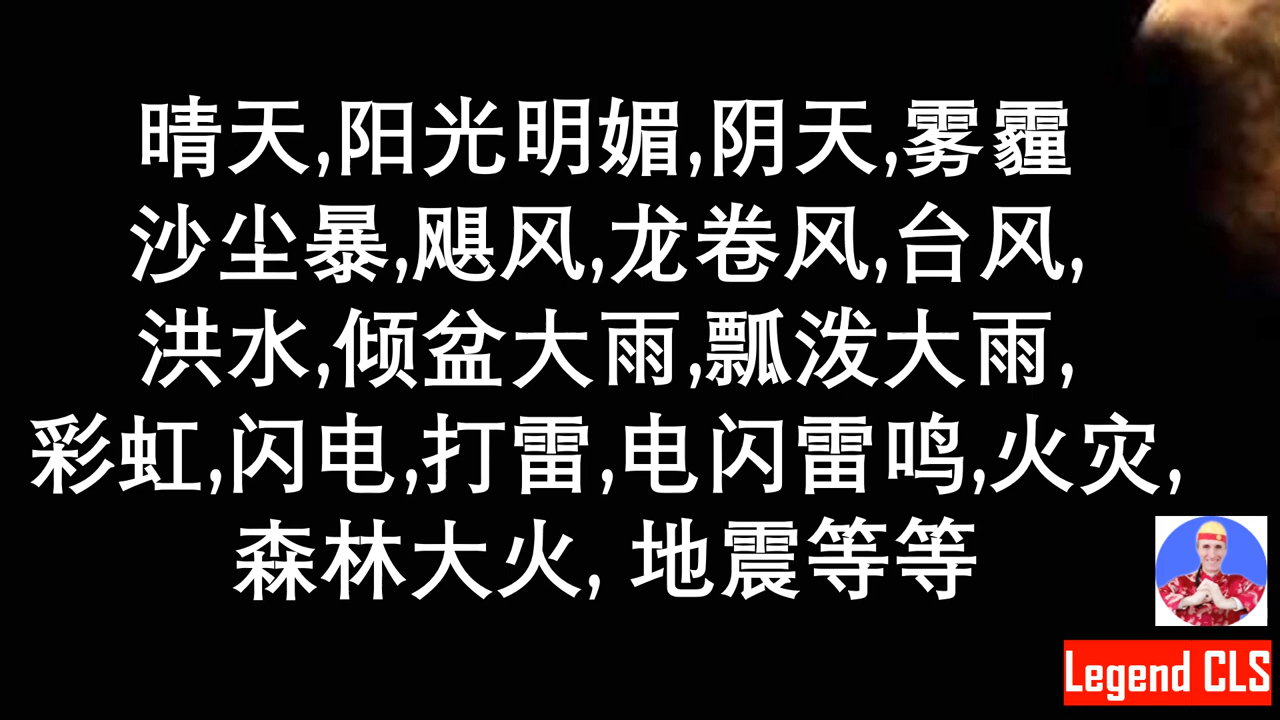 晴天,阳光明媚,阴天,雾霾
沙尘暴,飓风,龙卷风,台风,
洪水,倾盆大雨,瓢泼大雨,
彩虹,闪电,打雷,电闪雷鸣,火灾,
森林大火, 地震等等
Legend CLS